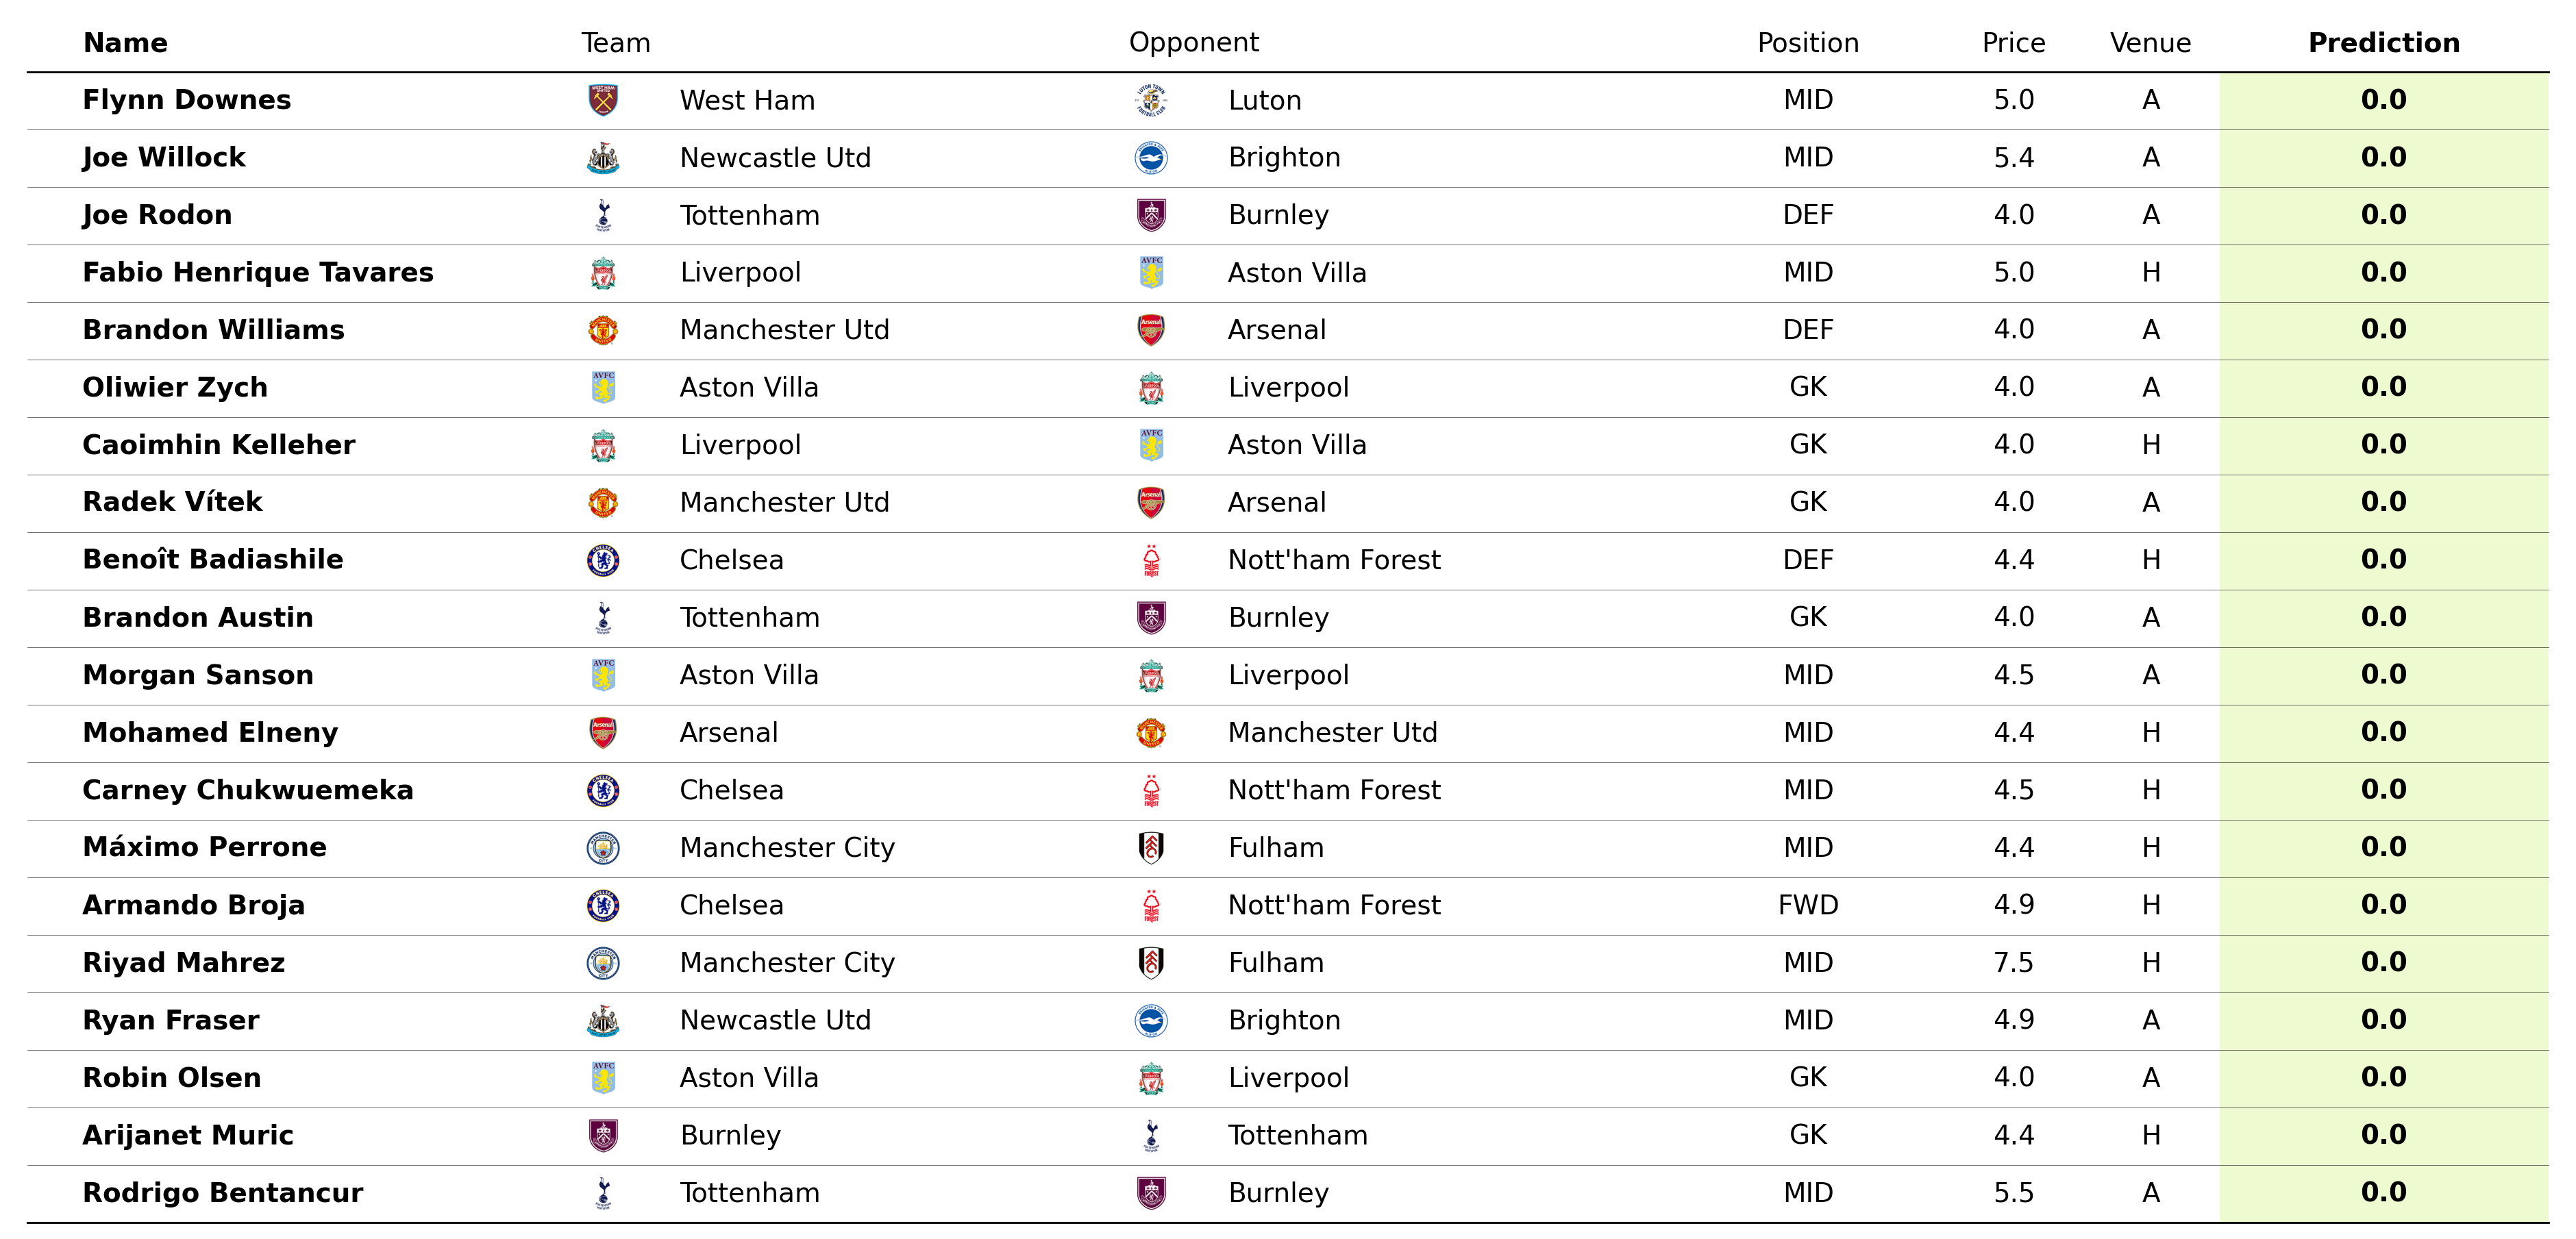 Name Team Opponent Position Price Venue Prediction
Flynn Downes West Ham Luton MID 5.0 A 0.0
Joe Willock Newcastle Utd Brighton MID 5.4 A 0.0
Joe Rodon Tottenham Burnley DEF 4.0 A 0.0
Fabio Henrique Tavares Liverpool Aston Villa MID 5.0 H 0.0
Brandon Williams Manchester Utd Arsenal DEF 4.0 A 0.0
Oliwier Zych Aston Villa Liverpool GK 4.0 A 0.0
Caoimhin Kelleher Liverpool Aston Villa GK 4.0 H 0.0
Radek Vítek Manchester Utd Arsenal GK 4.0 A 0.0
Benoît Badiashile Chelsea Nott'ham Forest DEF 4.4 H 0.0
Brandon Austin Tottenham Burnley GK 4.0 A 0.0
Morgan Sanson Aston Villa Liverpool MID 4.5 A 0.0
Mohamed Elneny Arsenal Manchester Utd MID 4.4 H 0.0
Carney Chukwuemeka Chelsea Nott'ham Forest MID 4.5 H 0.0
Máximo Perrone Manchester City Fulham MID 4.4 H 0.0
Armando Broja Chelsea Nott'ham Forest FWD 4.9 H 0.0
Riyad Mahrez Manchester City Fulham MID 7.5 H 0.0
Ryan Fraser Newcastle Utd Brighton MID 4.9 A 0.0
Robin Olsen Aston Villa Liverpool GK 4.0 A 0.0
Arijanet Muric Burnley Tottenham GK 4.4 H 0.0
Rodrigo Bentancur Tottenham Burnley MID 5.5 A 0.0